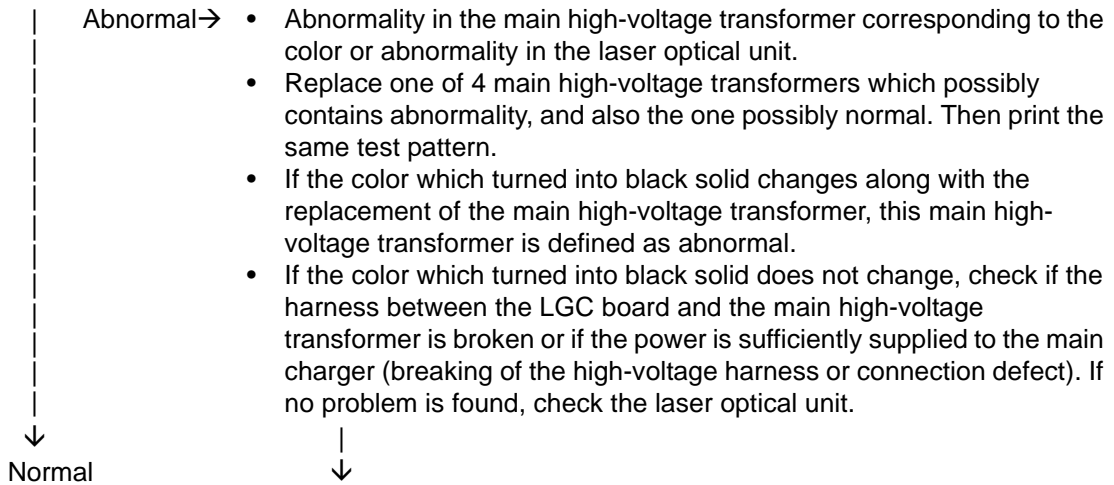 Abnormal→ • Abnormality in the main high-voltage transformer corresponding to the
color or abnormality in the laser optical unit.
• Replace one of 4 main high-voltage transformers which possibly
contains abnormality, and also the one possibly normal. Then print the
same test pattern.
• If the color which turned into black solid changes along with the
replacement of the main high-voltage transformer, this main high-
voltage transformer is defined as abnormal.
• If the color which turned into black solid does not change, check if the
harness between the LGC board and the main high-voltage
transformer is broken or if the power is sufficiently supplied to the main
charger (breaking of the high-voltage harness or connection defect). If
no problem is found, check the laser optical unit.
Normal